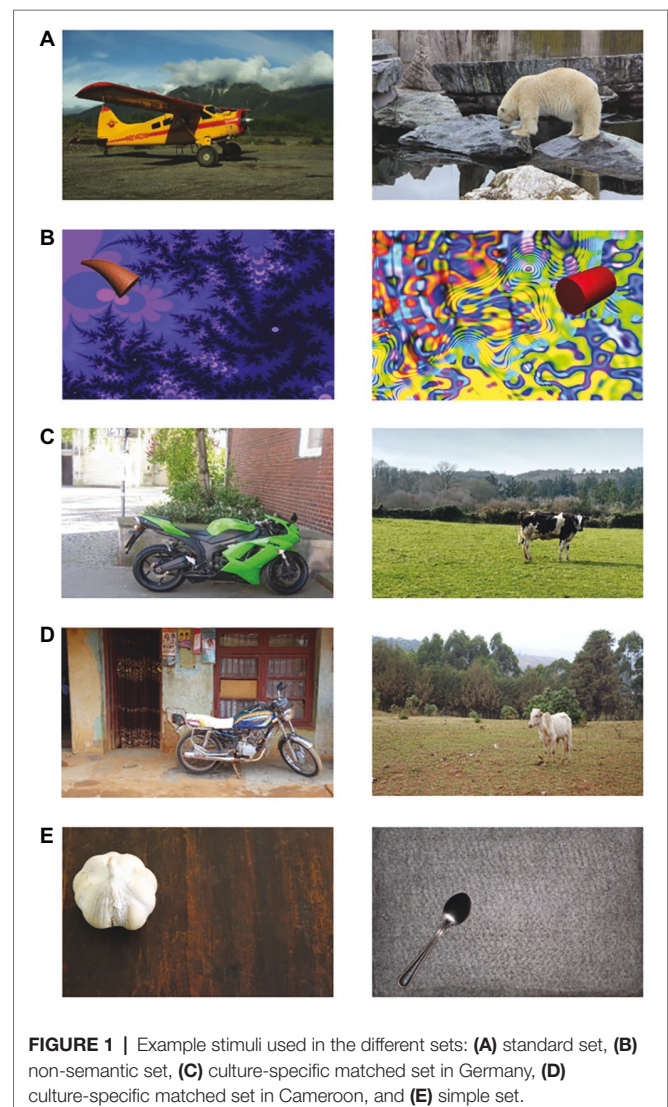 A
B
C
D
E
FIGURE 1 | Example stimuli used in the different sets: (A) standard set, (B)
non-semantic set, (C) culture-specific matched set in Germany, (D)
culture-specific matched set in Cameroon, and (E) simple set.